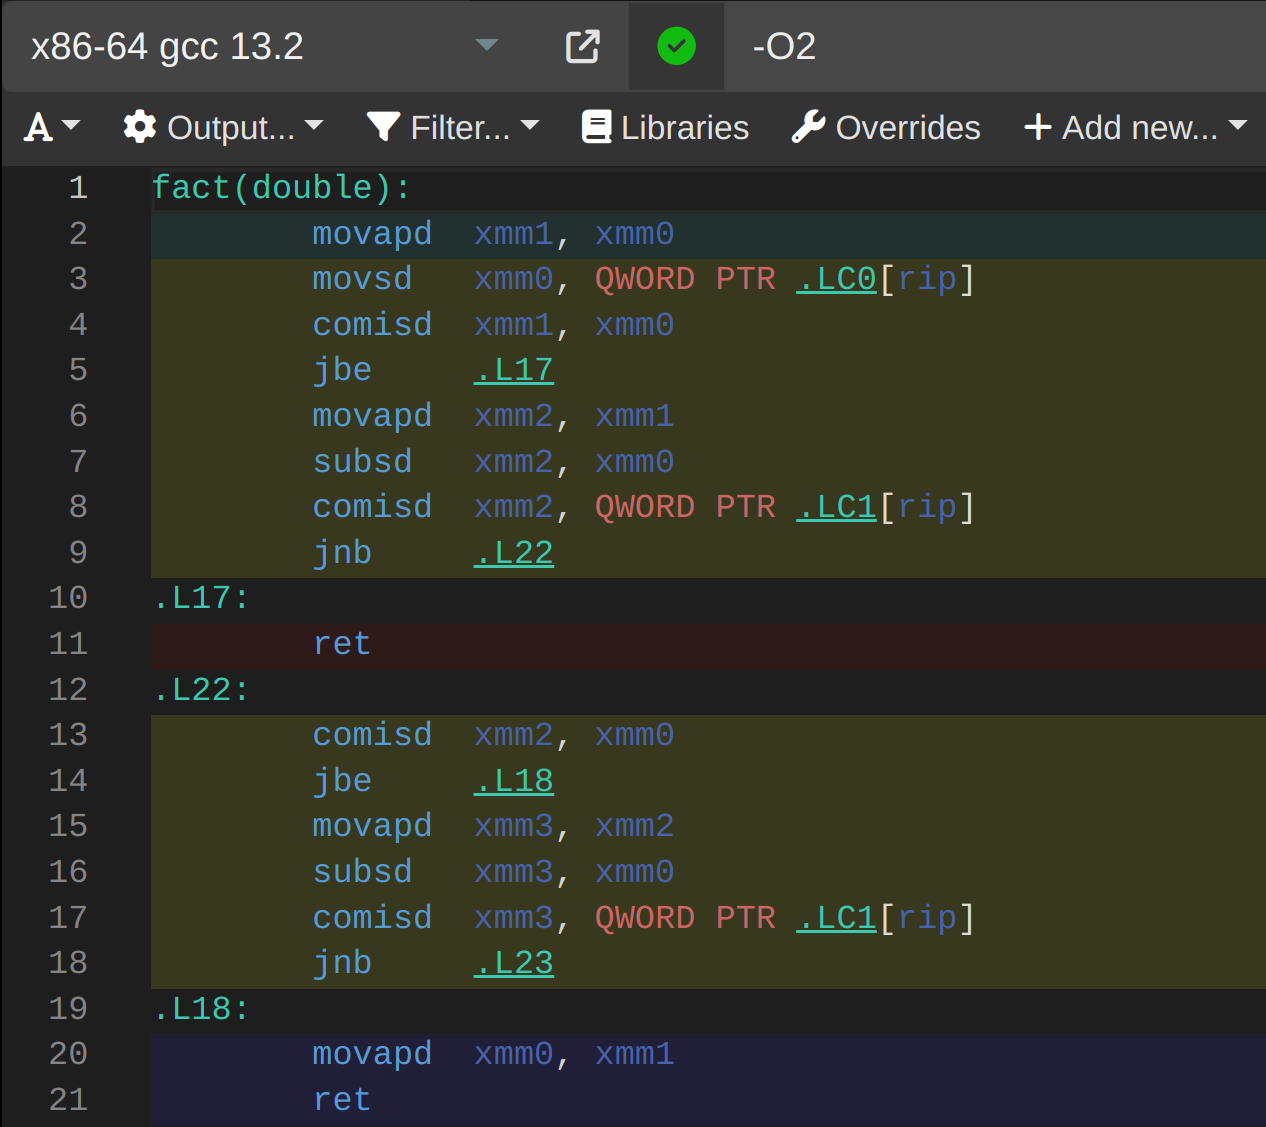 x86-64 gcc 13.2 -O2
A Output... Filter... Libraries Overrides + Add new...
1 fact(double):
2 movapd xmm1, xmm0
3 movsd xmm0, QWORD PTR .LC0[rip]
4 comisd xmm1, xmm0
5 jbe .L17
6 movapd xmm2, xmm1
7 subsd xmm2, xmm0
8 comisd xmm2, QWORD PTR .LC1[rip]
9 jnb .L22
10 .L17:
11 ret
12 .L22:
13 comisd xmm2, xmm0
14 jbe .L18
15 movapd xmm3, xmm2
16 subsd xmm3, xmm0
17 comisd xmm3, QWORD PTR .LC1[rip]
18 jnb .L23
19 .L18:
20 movapd xmm0, xmm1
21 ret